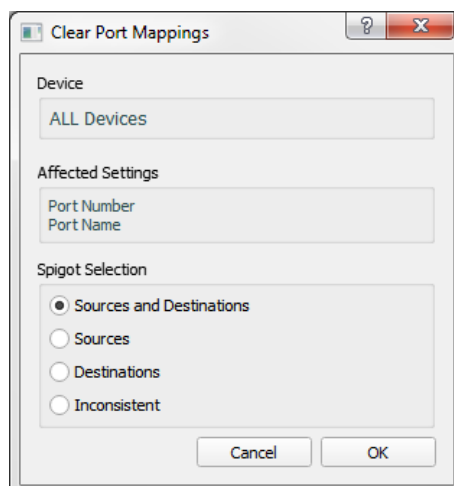 Clear Port Mappings
?
Device
ALL Devices
Affected Settings
Port Number
Port Name
Spigot Selection
Sources and Destinations
Sources
Destinations
Inconsistent
Cancel OK